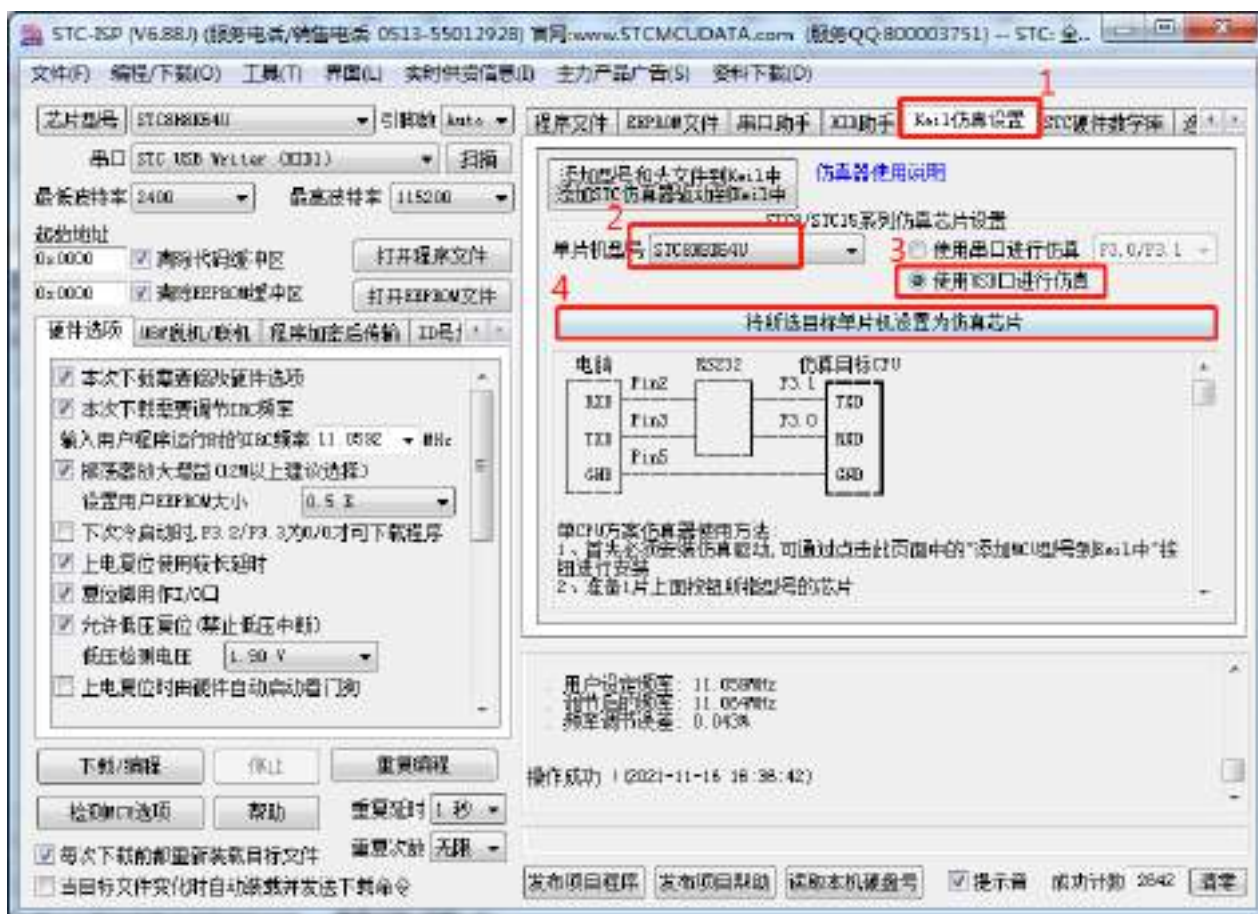 STC-ISP (V6.88J) (服务电话/销售电话 0513-55012928) 官网:www.STCMCUDATA.com (服务QQ:800003751) -- STC: 全..
文件(F) 编程/下载(O) 工具(T) 界面(L) 实时供货信息(I) 主力产品广告(S) 资料下载(D)
1
芯片型号 STC8H8K64U 引脚数 Auto
程序文件 EEPROM文件 串口助手 HID助手 Keil仿真设置 STC硬件数学库
串口 STC USB Writer (HID1) 扫描
最低波特率 2400 最高波特率 115200
起始地址
0x0000 清除代码缓冲区 打开程序文件
0x0000 清除EEPROM缓冲区 打开EEPROM文件
添加型号和头文件到Keil中 仿真器使用说明
添加STC仿真器驱动到Keil中
STC8/STC15系列仿真芯片设置
2
单片机型号 STC8H8K64U
3
使用串口进行仿真 P3.0/P3.1
使用USB口进行仿真
4
将所选目标单片机设置为仿真芯片
硬件选项 USB脱机/联机 程序加密后传输
本次下载需要修改硬件选项
本次下载需要调节IRC频率
输入用户程序运行时的IRC频率 11.0592 MHz
振荡器放大增益(12M以上建议选择)
设置用户EEPROM大小 0.5 K
下次冷启动时,P3.2/P3.3为0/0才可下载程序
上电复位使用较长延时
复位脚用作I/O口
允许低压复位(禁止低压中断)
低压检测电压 1.90 V
上电复位时由硬件自动启动看门狗
电脑 RS232 仿真目标CPU
RXD Pin2 P3.1 TXD
TXD Pin3 P3.0 RXD
GND Pin5 GND
单CPU方案仿真器使用方法:
1、首先必须安装仿真驱动,可通过点击此页面中的"添加MCU型号到Keil中"按
钮进行安装
2、准备1片上面按钮所指型号的芯片
用户设定频率: 11.059MHz
调节后的频率: 11.064MHz
频率调节误差: 0.043%
操作成功 !(2021-11-16 16:36:42)
下载/编程 停止 重复编程
检测MCU选项 帮助 重复延时 1 秒
每次下载前都重新装载目标文件 重复次数 无限
当目标文件变化时自动装载并发送下载命令
发布项目程序 发布项目帮助 读取本机硬盘号 提示音 成功计数 2642 清零